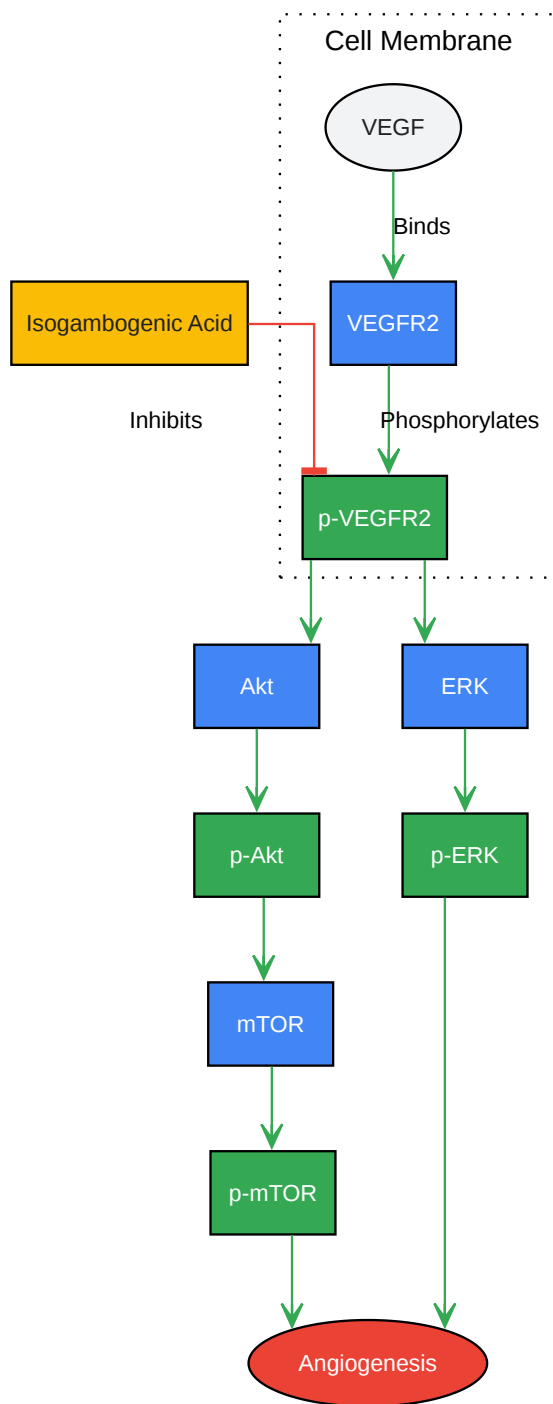 Cell Membrane
VEGF
Binds
Isogambogenic Acid
VEGFR2
Inhibits
Phosphorylates
p-VEGFR2
Akt
ERK
p-Akt
p-ERK
mTOR
p-mTOR
Angiogenesis